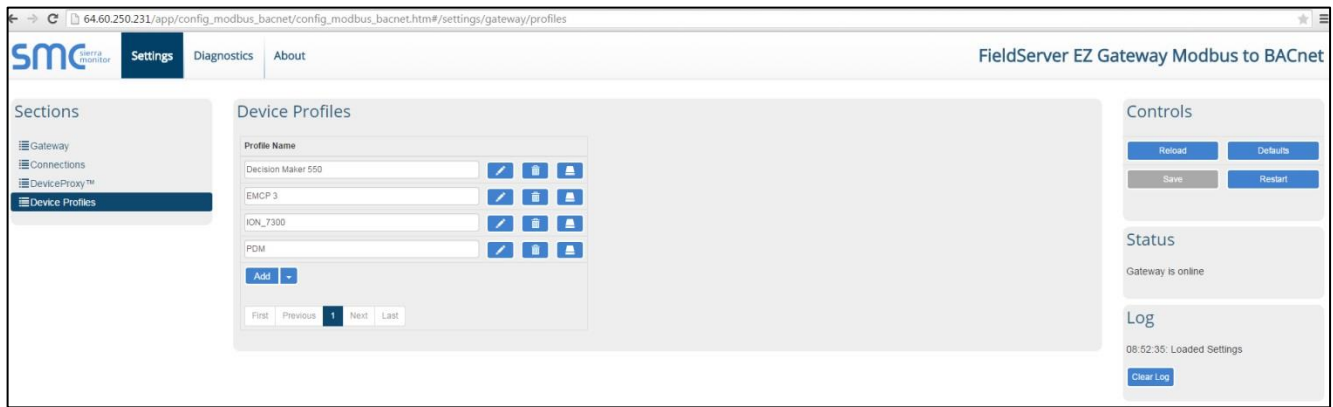 64.60.250.231/app/config_modbus_bacnet/config_modbus_bacnet.htm#/settings/gateway/profiles
SMC sierra monitor
Settings
Diagnostics
About
FieldServer EZ Gateway Modbus to BACnet
Sections
Gateway
Connections
DeviceProxy™
Device Profiles
Device Profiles
Profile Name
Decision Maker 550
EMCP 3
ION_7300
PDM
Add
First Previous 1 Next Last
Controls
Reload Defaults
Save Restart
Status
Gateway is online
Log
08:52:35: Loaded Settings
Clear Log